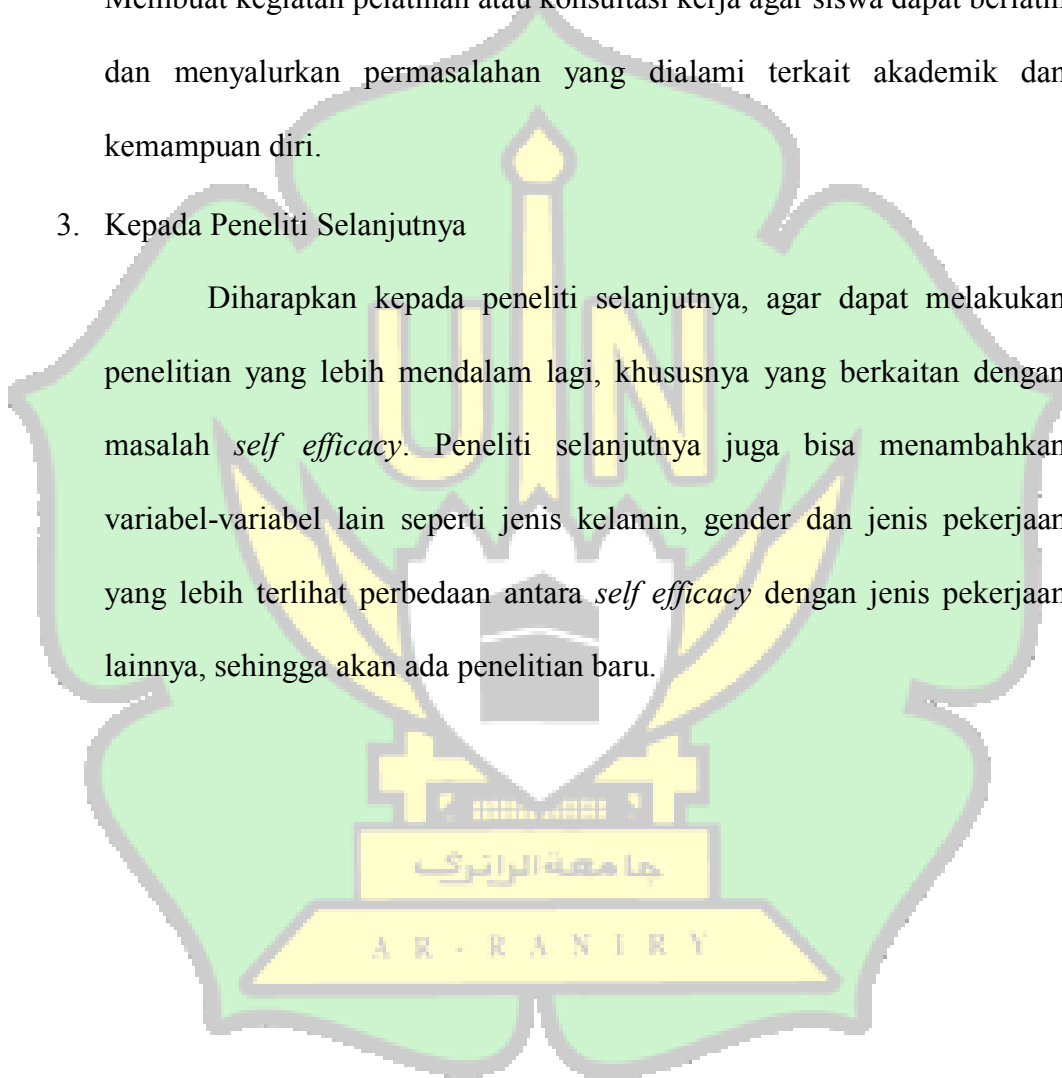 Membuat kegiatan pelatihan atau konsultasi kerja agar siswa dapat berlatih
dan menyalurkan permasalahan yang dialami terkait akademik dan
kemampuan diri.
3. Kepada Peneliti Selanjutnya
Diharapkan kepada peneliti selanjutnya, agar dapat melakukan
penelitian yang lebih mendalam lagi, khususnya yang berkaitan dengan
masalah self efficacy. Peneliti selanjutnya juga bisa menambahkan
variabel-variabel lain seperti jenis kelamin, gender dan jenis pekerjaan
yang lebih terlihat perbedaan antara self efficacy dengan jenis pekerjaan
lainnya, sehingga akan ada penelitian baru.
UIN
جامعة الرانري
AR-RANIRY